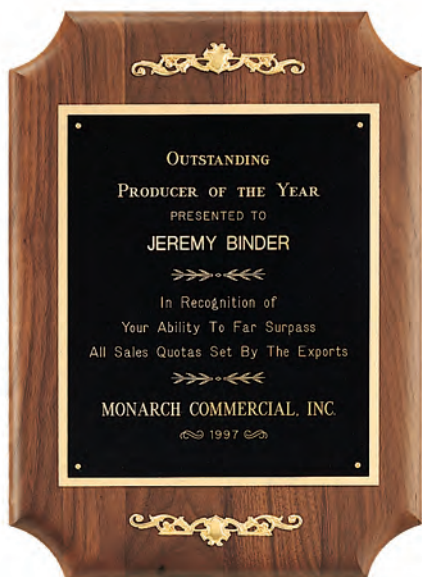 OUTSTANDING
PRODUCER OF THE YEAR
PRESENTED TO
JEREMY BINDER
In Recognition of
Your Ability To Far Surpass
All Sales Quotas Set By The Exports
MONARCH COMMERCIAL, INC.
1997